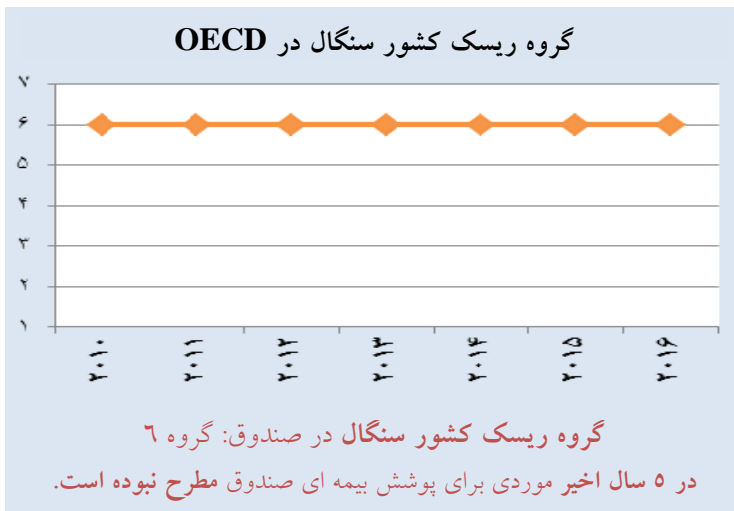 گروه ریسک کشور سنگال در OECD
۷
۶
۵
۴
۳
۲
۱
۲۰۱۰ ۲۰۱۱ ۲۰۱۲ ۲۰۱۳ ۲۰۱۴ ۲۰۱۵ ۲۰۱۶
گروه ریسک کشور سنگال در صندوق: گروه ٦
در ٥ سال اخیر موردی برای پوشش بیمه ای صندوق مطرح نبوده است.